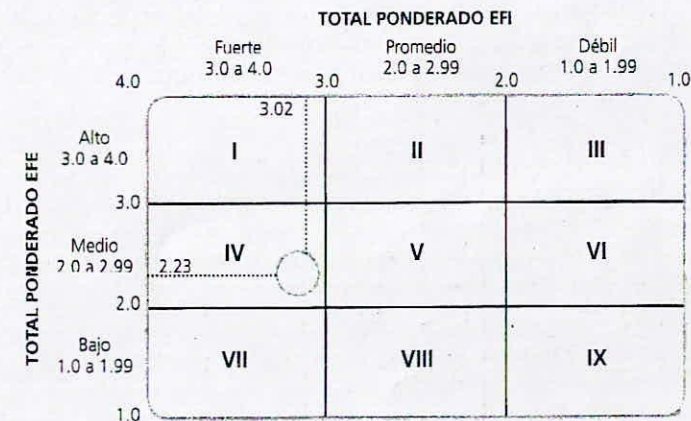 TOTAL PONDERADO EFI
Fuerte
3.0 a 4.0
Promedio
2.0 a 2.99
Débil
1.0 a 1.99
4.0
3.0
2.0
1.0
TOTAL PONDERADO EFE
Alto
3.0 a 4.0
3.02
I
II
III
3.0
Medio
2.0 a 2.99
2.23
IV
V
VI
2.0
Bajo
1.0 a 1.99
VII
VIII
IX
1.0